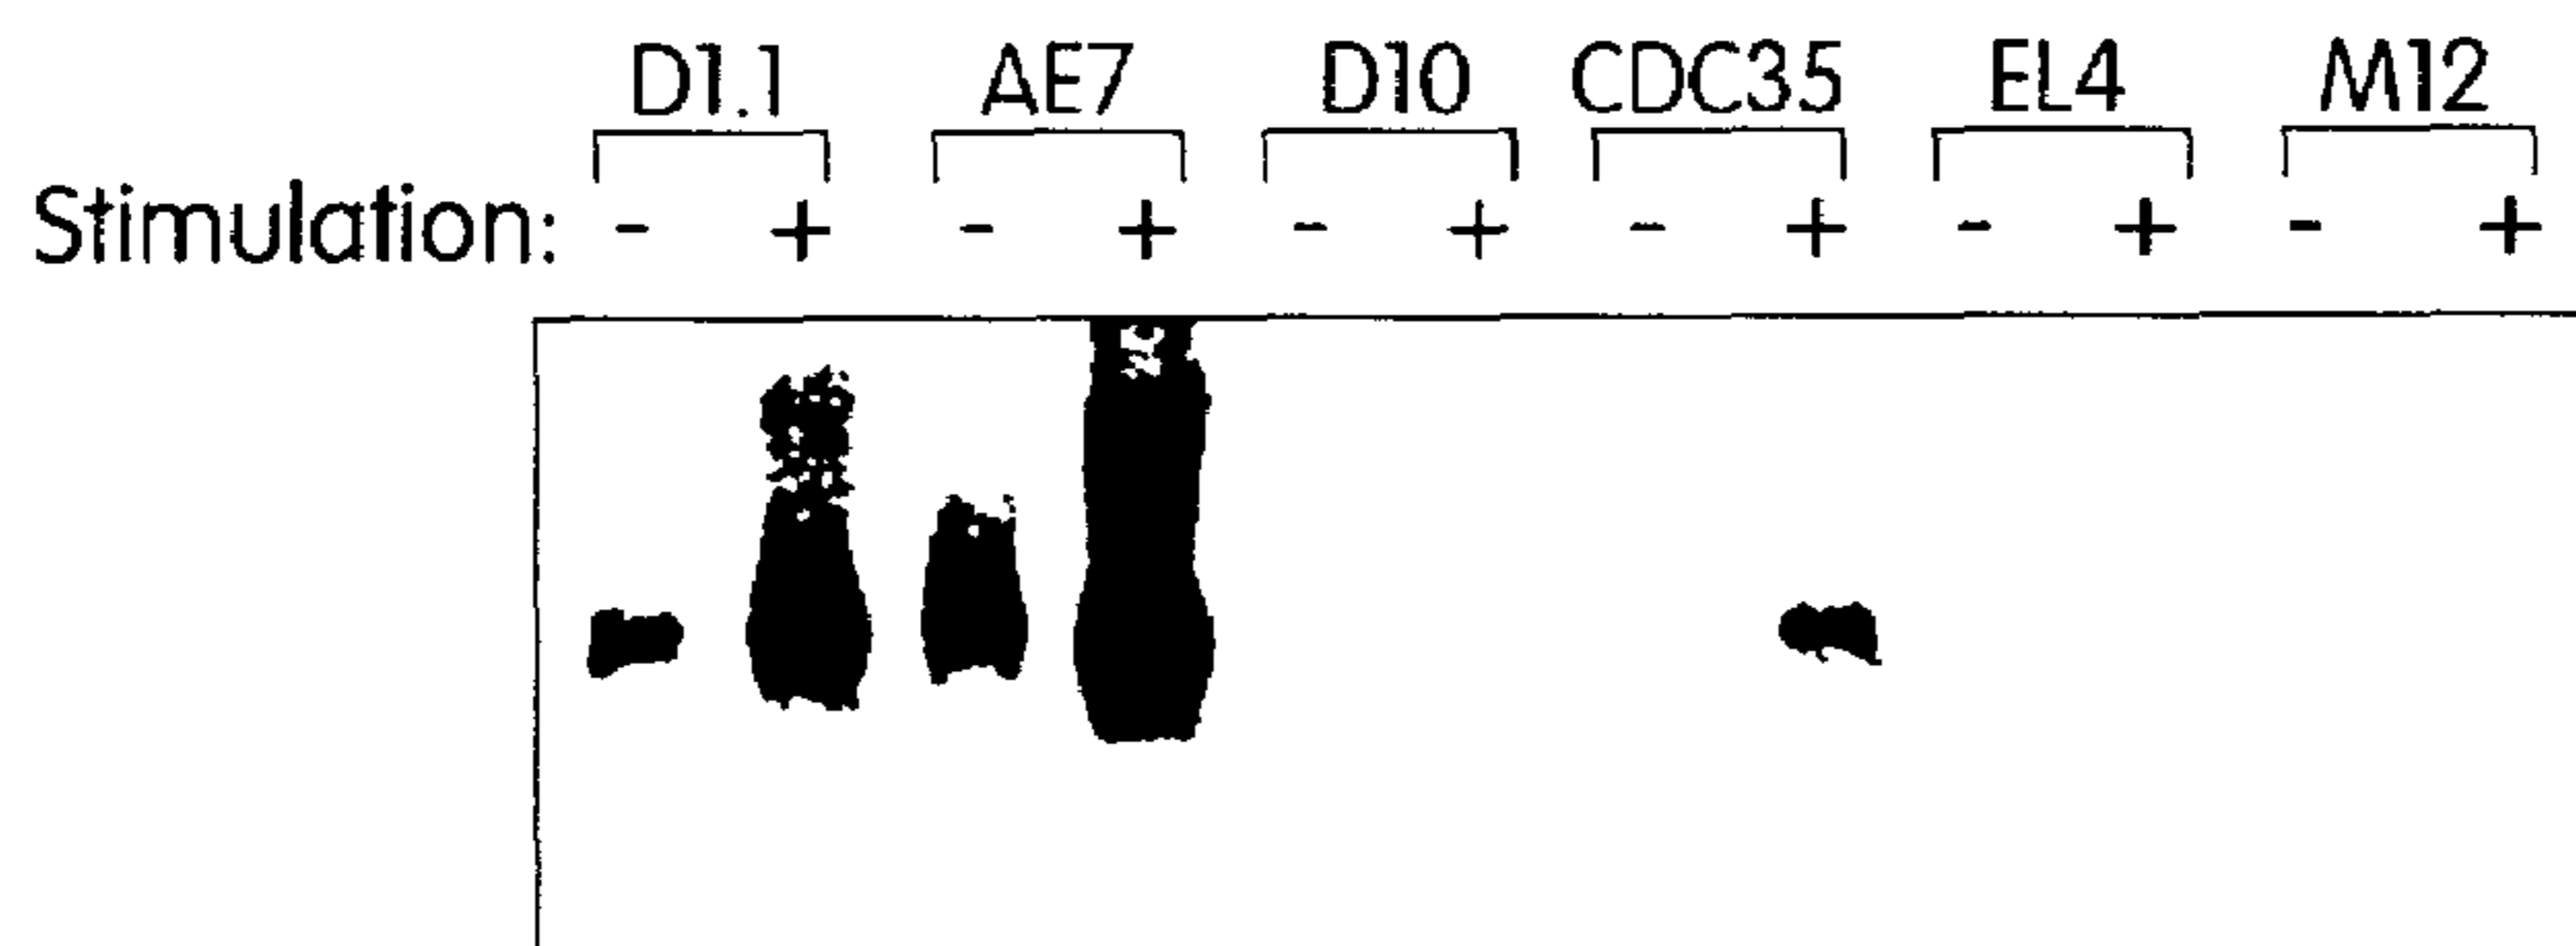 D1.1 AE7 D10 CDC35 EL4 M12
Stimulation: - + - + - + - + - + - +